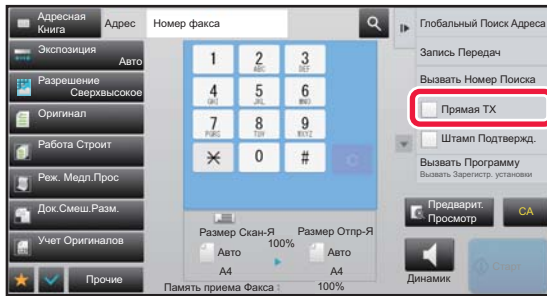 Адресная
Книга
Адрес
Номер факса
Экспозиция
Авто
Разрешение
Сверхвысокое
Оригинал
Работа Строит
Реж. Медл.Прос
Док.Смеш.Разм.
Учет Оригиналов
Прочие
1
2
ABC
3
DEF
4
GHI
5
JKL
6
MNO
7
PQRS
8
TUV
9
WXYZ
0
#
C
Размер Скан-Я
100%
Размер Отпр-Я
Авто
A4
Авто
A4
Память приема Факса :
100%
Глобальный Поиск Адреса
Запись Передач
Вызвать Номер Поиска
Прямая TX
Штамп Подтвержд.
Вызвать Программу
Вызвать Зарегистр. установки
Предварит.
Просмотр
CA
Динамик
Старт